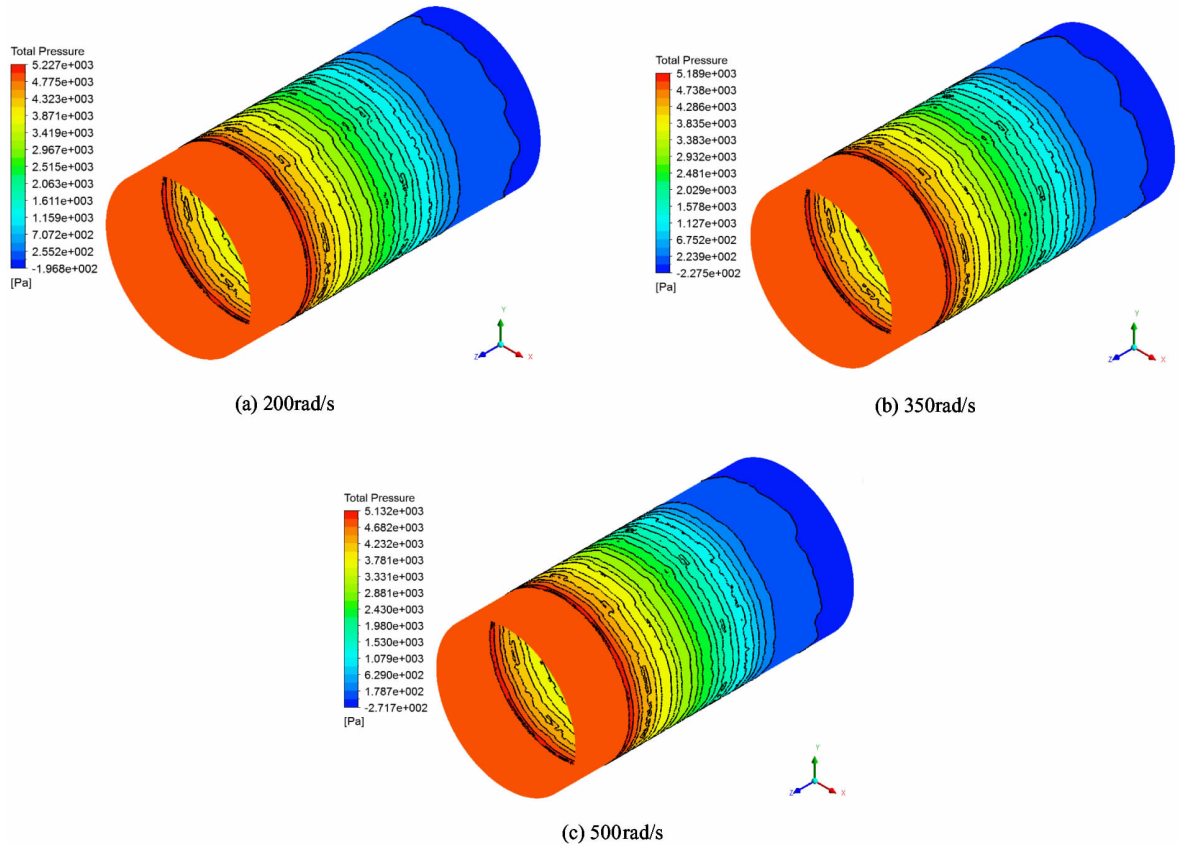 Total Pressure
5.227e+003
4.775e+003
4.323e+003
3.871e+003
3.419e+003
2.967e+003
2.515e+003
2.063e+003
1.611e+003
1.159e+003
7.072e+002
2.552e+002
-1.968e+002
[Pa]
Y
Z
X
(a) 200rad/s
Total Pressure
5.189e+003
4.738e+003
4.286e+003
3.835e+003
3.383e+003
2.932e+003
2.481e+003
2.029e+003
1.578e+003
1.127e+003
6.752e+002
2.239e+002
-2.275e+002
[Pa]
Y
Z
X
(b) 350rad/s
Total Pressure
5.132e+003
4.682e+003
4.232e+003
3.781e+003
3.331e+003
2.881e+003
2.430e+003
1.980e+003
1.530e+003
1.079e+003
6.290e+002
1.787e+002
-2.717e+002
[Pa]
Y
Z
X
(c) 500rad/s